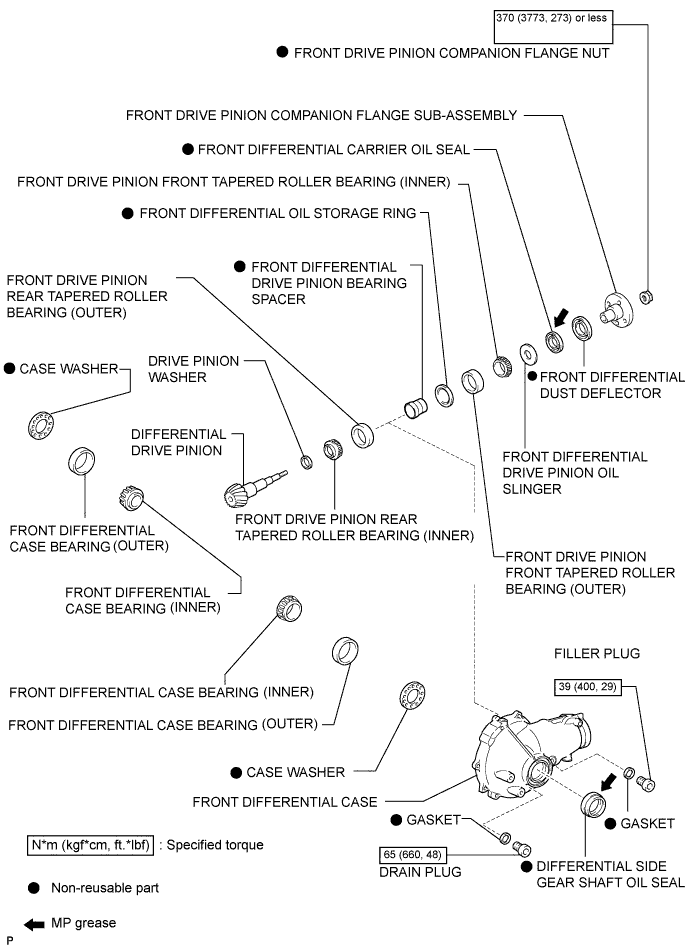 370 (3773, 273) or less
FRONT DRIVE PINION COMPANION FLANGE NUT
FRONT DRIVE PINION COMPANION FLANGE SUB-ASSEMBLY
FRONT DIFFERENTIAL CARRIER OIL SEAL
FRONT DRIVE PINION FRONT TAPERED ROLLER BEARING (INNER)
FRONT DIFFERENTIAL OIL STORAGE RING
FRONT DIFFERENTIAL
DRIVE PINION BEARING
SPACER
FRONT DRIVE PINION
REAR TAPERED ROLLER
BEARING (OUTER)
CASE WASHER
DRIVE PINION
WASHER
FRONT DIFFERENTIAL
DUST DEFLECTOR
DIFFERENTIAL
DRIVE PINION
FRONT DIFFERENTIAL
DRIVE PINION OIL
SLINGER
FRONT DRIVE PINION REAR
TAPERED ROLLER BEARING (INNER)
FRONT DIFFERENTIAL
CASE BEARING (OUTER)
FRONT DRIVE PINION
FRONT TAPERED ROLLER
BEARING (OUTER)
FRONT DIFFERENTIAL
CASE BEARING (INNER)
FILLER PLUG
39 (400, 29)
FRONT DIFFERENTIAL CASE BEARING (INNER)
FRONT DIFFERENTIAL CASE BEARING (OUTER)
CASE WASHER
FRONT DIFFERENTIAL CASE
GASKET
GASKET
65 (660, 48)
DRAIN PLUG
DIFFERENTIAL SIDE
GEAR SHAFT OIL SEAL
N*m (kgf*cm, ft.*lbf) : Specified torque
Non-reusable part
MP grease
P